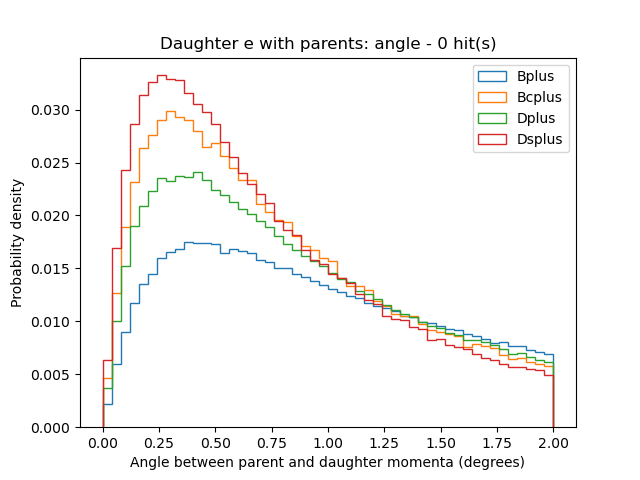 Daughter e with parents: angle - 0 hit(s)
Bplus
Bcplus
Dplus
Dsplus
Probability density
0.030
0.025
0.020
0.015
0.010
0.005
0.000
0.00 0.25 0.50 0.75 1.00 1.25 1.50 1.75 2.00
Angle between parent and daughter momenta (degrees)